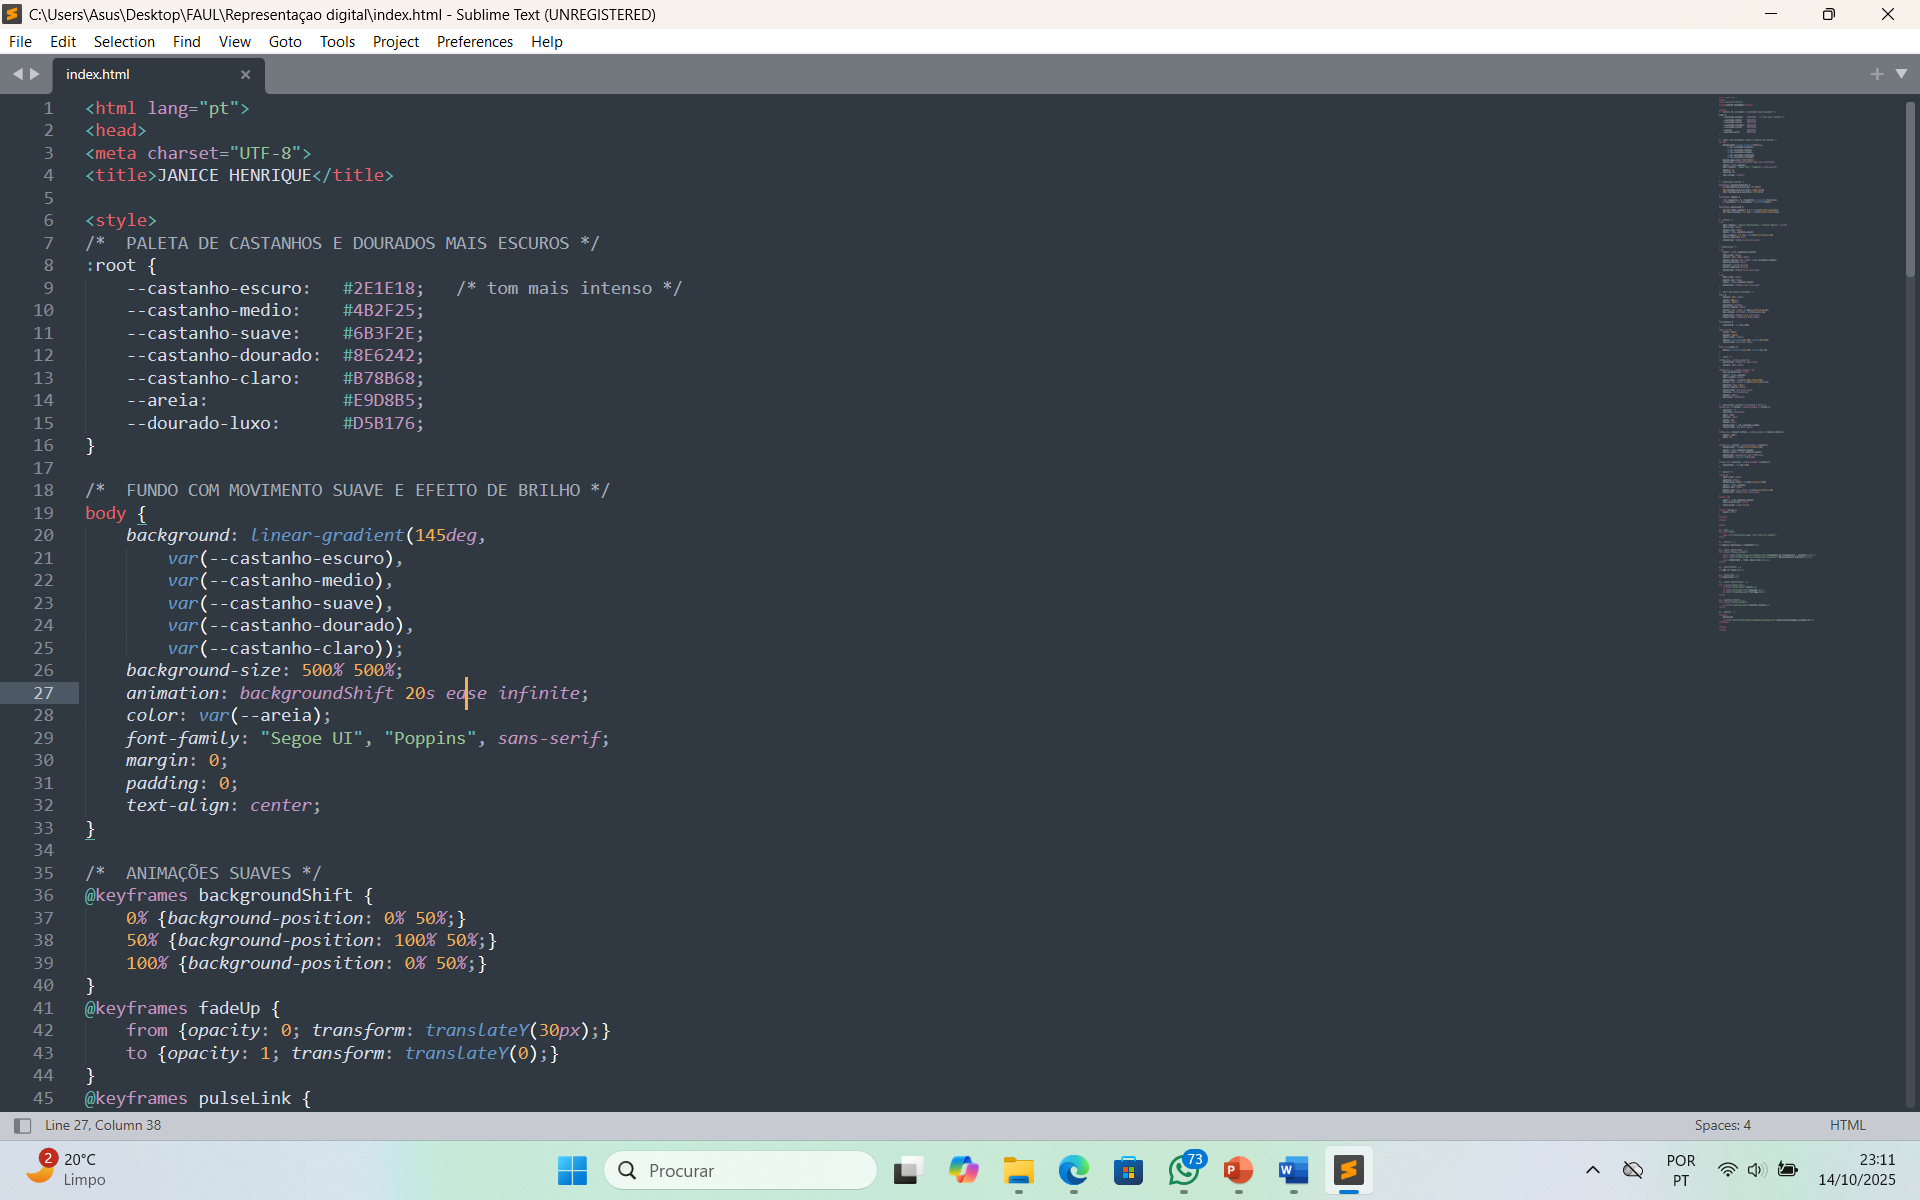 C:\Users\Asus\Desktop\FAUL\Representaçao digital\index.html - Sublime Text (UNREGISTERED)
File Edit Selection Find View Goto Tools Project Preferences Help
index.html
1 <html lang="pt">
2 <head>
3 <meta charset="UTF-8">
4 <title>JANICE HENRIQUE</title>
5
6 <style>
7 /*  PALETA DE CASTANHOS E DOURADOS MAIS ESCUROS */
8 :root {
9     --castanho-escuro:   #2E1E18;   /* tom mais intenso */
10     --castanho-medio:    #4B2F25;
11     --castanho-suave:    #6B3F2E;
12     --castanho-dourado:  #8E6242;
13     --castanho-claro:    #B78B68;
14     --areia:             #E9D8B5;
15     --dourado-luxo:      #D5B176;
16 }
17
18 /*  FUNDO COM MOVIMENTO SUAVE E EFEITO DE BRILHO */
19 body {
20     background: linear-gradient(145deg,
21         var(--castanho-escuro),
22         var(--castanho-medio),
23         var(--castanho-suave),
24         var(--castanho-dourado),
25         var(--castanho-claro));
26     background-size: 500% 500%;
27     animation: backgroundShift 20s ease infinite;
28     color: var(--areia);
29     font-family: "Segoe UI", "Poppins", sans-serif;
30     margin: 0;
31     padding: 0;
32     text-align: center;
33 }
34
35 /*  ANIMAÇÕES SUAVES */
36 @keyframes backgroundShift {
37     0% {background-position: 0% 50%;}
38     50% {background-position: 100% 50%;}
39     100% {background-position: 0% 50%;}
40 }
41 @keyframes fadeUp {
42     from {opacity: 0; transform: translateY(30px);}
43     to {opacity: 1; transform: translateY(0);}
44 }
45 @keyframes pulseLink {
Line 27, Column 38 Spaces: 4 HTML
2 20°C
Limpo
Procurar
73
POR
PT
23:11
14/10/2025